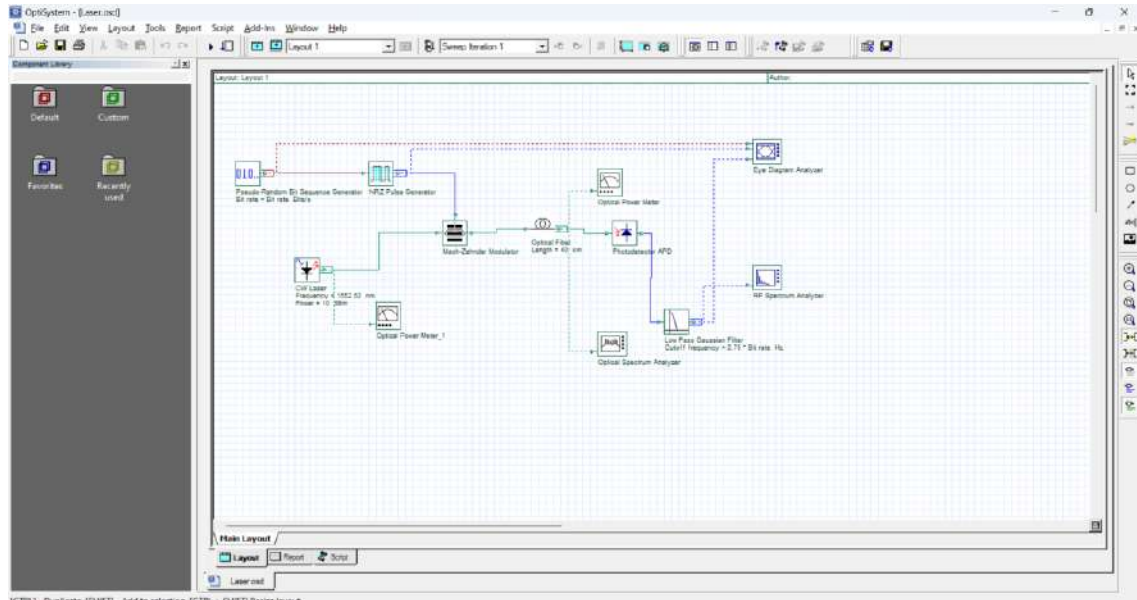 OptiSystem - [Laser.osd]
File Edit View Layout Tools Report Script Add-Ins Window Help
Layout 1
Sweep Iteration 1
Component Library
Default
Custom
Favorites
Recently used
Layout: Layout 1
Author:
Pseudo-Random Bit Sequence Generator
Bit rate = Bit rate Bits/s
NRZ Pulse Generator
Eye Diagram Analyzer
Optical Power Meter
Mach-Zehnder Modulator
Optical Fiber
Photodetector APD
CW Laser
Optical Power Meter_1
RF Spectrum Analyzer
Low Pass Gaussian Filter
Optical Spectrum Analyzer
Main Layout
Layout
Report
Script
Laser.osd